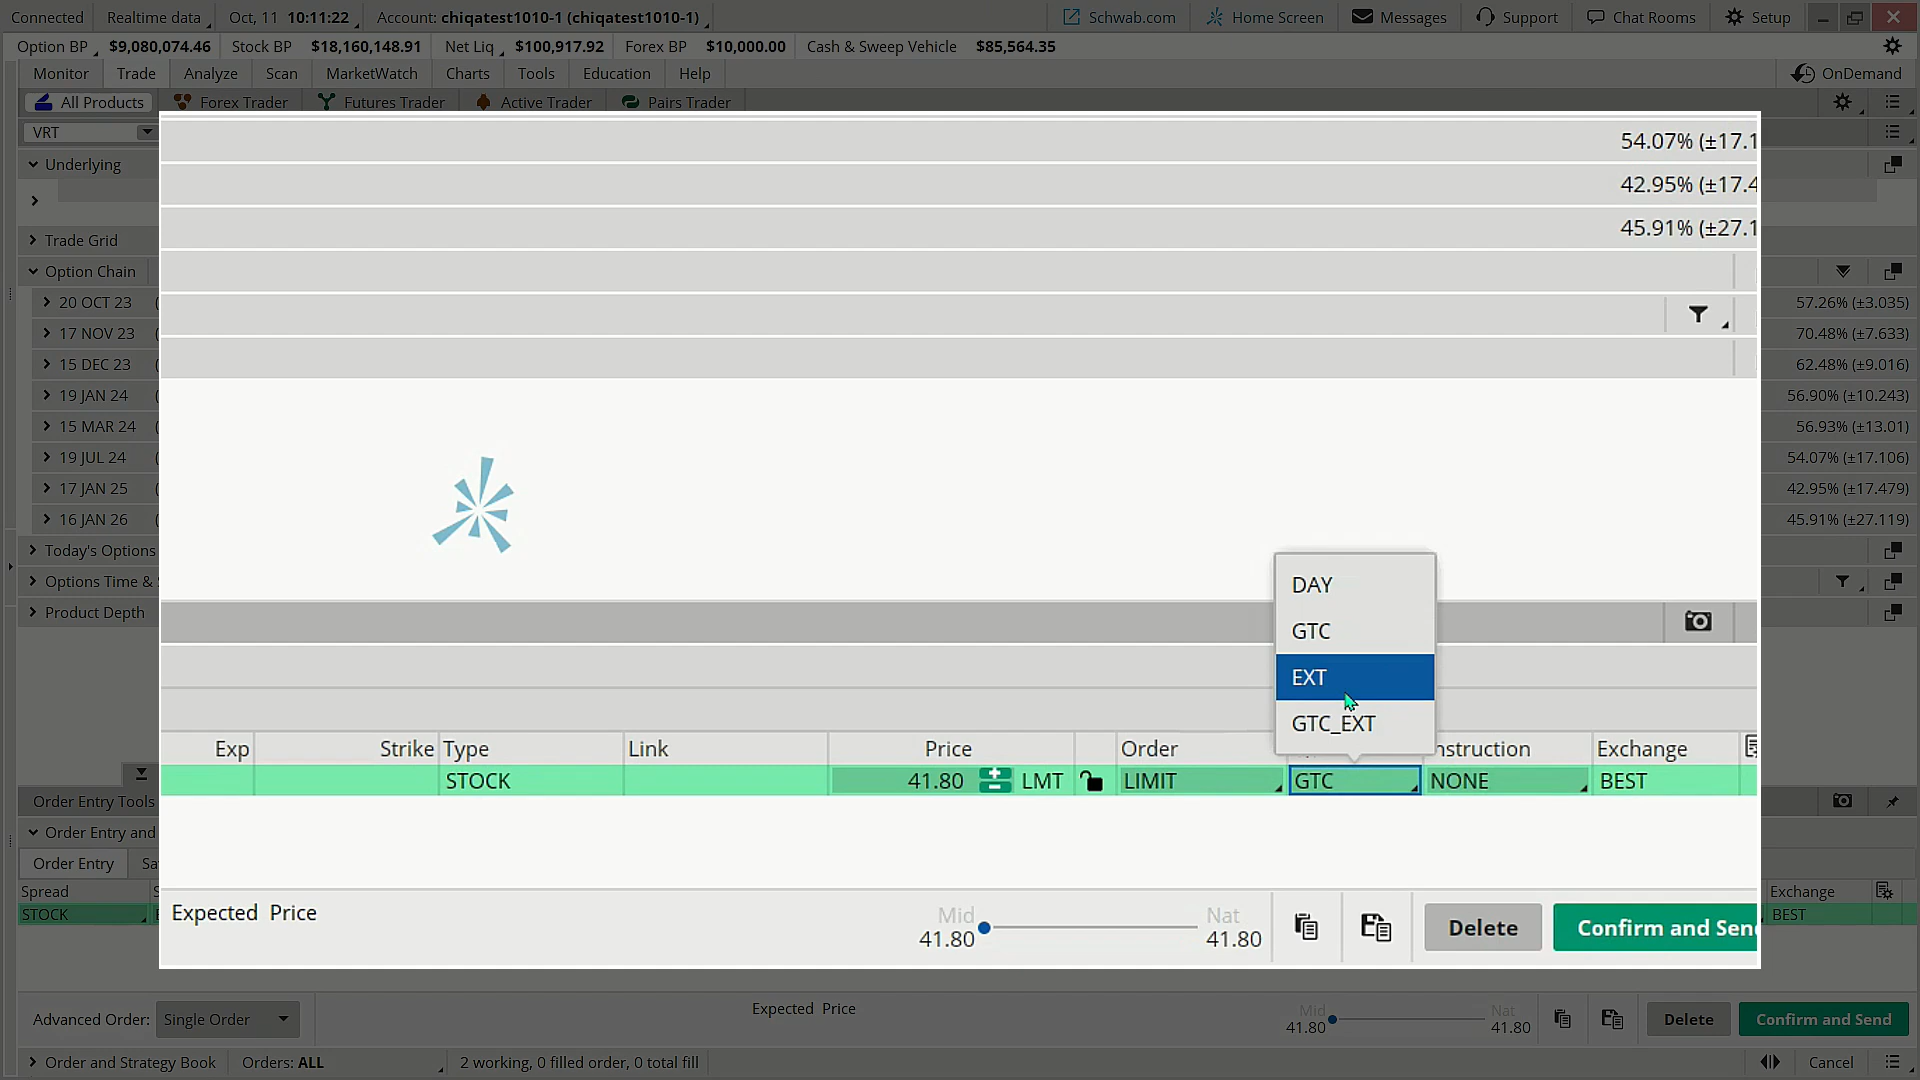 Connected Realtime data Oct, 11 10:11:22 Account: chiqatest1010-1 (chiqatest1010-1) Schwab.com Home Screen Messages Support Chat Rooms Setup
Option BP $9,080,074.46 Stock BP $18,160,148.91 Net Liq $100,917.92 Forex BP $10,000.00 Cash & Sweep Vehicle $85,564.35
Monitor Trade Analyze Scan MarketWatch Charts Tools Education Help OnDemand
All Products Forex Trader Futures Trader Active Trader Pairs Trader
VRT
Underlying
Trade Grid
Option Chain
20 OCT 23 ( 57.26% (±3.035)
17 NOV 23 ( 70.48% (±7.633)
15 DEC 23 ( 62.48% (±9.016)
19 JAN 24 ( 56.90% (±10.243)
15 MAR 24 ( 56.93% (±13.01)
19 JUL 24 ( 54.07% (±17.106)
17 JAN 25 ( 42.95% (±17.479)
16 JAN 26 ( 45.91% (±27.119)
Today's Options
Options Time &
Product Depth
54.07% (±17.1
42.95% (±17.4
45.91% (±27.1
DAY
GTC
EXT
GTC_EXT
Exp Strike Type Link Price Order nstruction Exchange
STOCK 41.80 LMT LIMIT GTC NONE BEST
Expected Price Mid Nat
41.80 41.80 Delete Confirm and Sen
Order Entry Tools
Order Entry and
Order Entry Sa
Spread S Exchange
STOCK BEST
Advanced Order: Single Order Expected Price Mid Nat
41.80 41.80 Delete Confirm and Send
Order and Strategy Book Orders: ALL 2 working, 0 filled order, 0 total fill Cancel